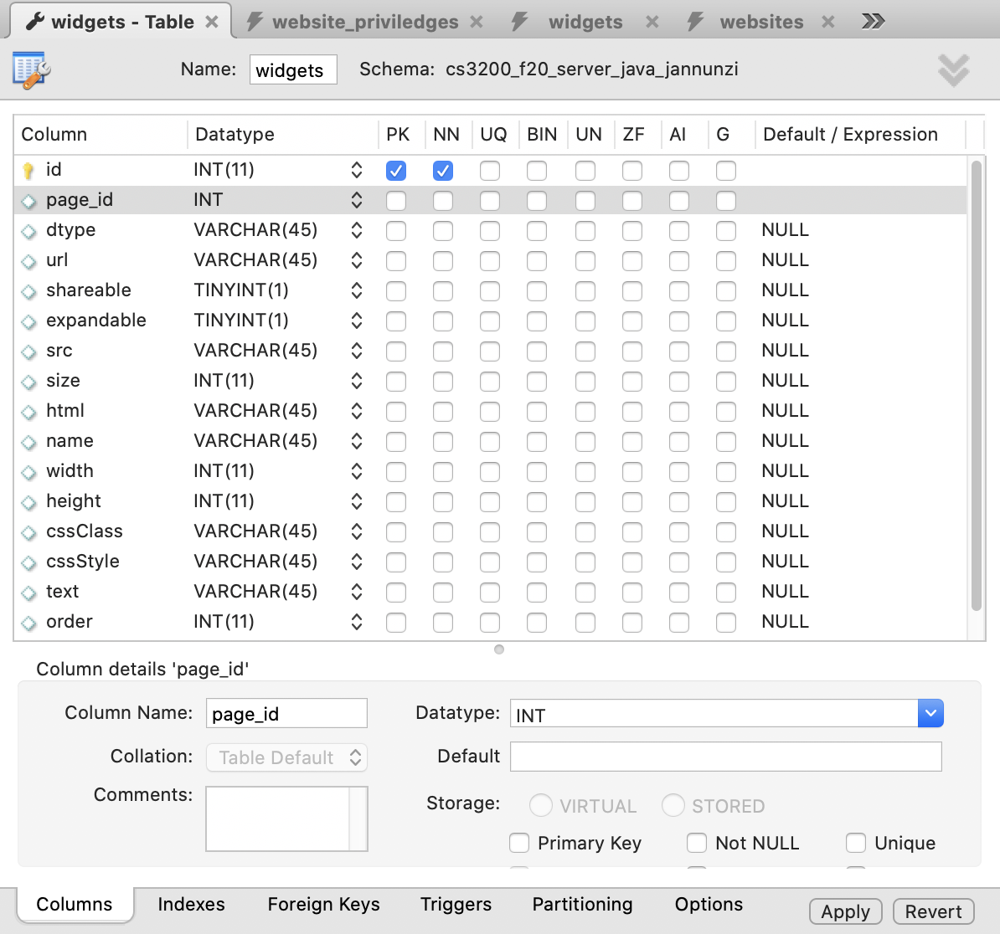 widgets - Table website_priviledges widgets websites
Name: widgets Schema: cs3200_f20_server_java_jannunzi
Column Datatype PK NN UQ BIN UN ZF AI G Default / Expression
id INT(11)
page_id INT
dtype VARCHAR(45) NULL
url VARCHAR(45) NULL
shareable TINYINT(1) NULL
expandable TINYINT(1) NULL
src VARCHAR(45) NULL
size INT(11) NULL
html VARCHAR(45) NULL
name VARCHAR(45) NULL
width INT(11) NULL
height INT(11) NULL
cssClass VARCHAR(45) NULL
cssStyle VARCHAR(45) NULL
text VARCHAR(45) NULL
order INT(11) NULL
Column details 'page_id'
Column Name: page_id Datatype: INT
Collation: Table Default Default
Comments: Storage: VIRTUAL STORED
Primary Key Not NULL Unique
Columns Indexes Foreign Keys Triggers Partitioning Options Apply Revert